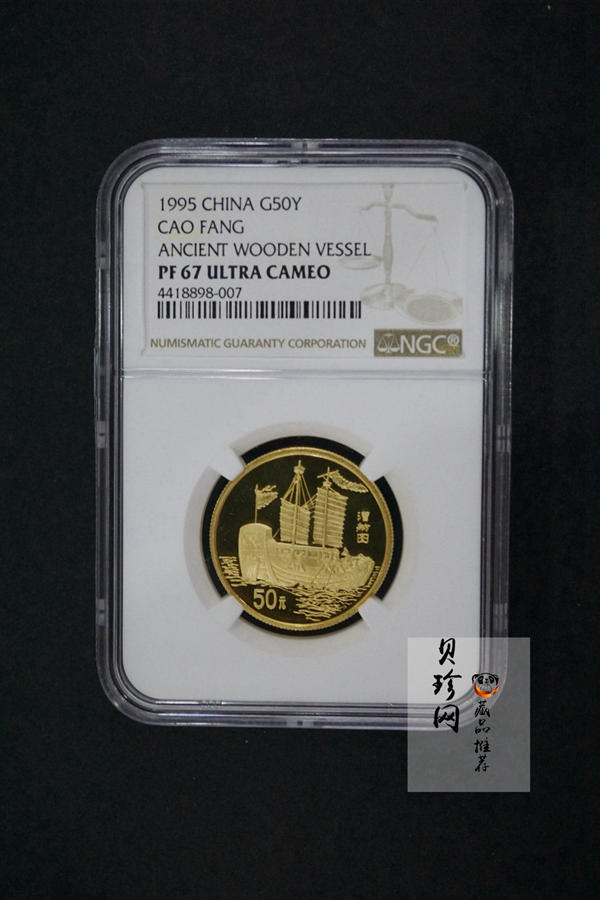 1995 CHINA G50Y
CAO FANG
ANCIENT WOODEN VESSEL
PF 67 ULTRA CAMEO
4418898-007
NUMISMATIC GUARANTY CORPORATION
NGC®
漕舫图
50元
贝珍网
藏品推荐